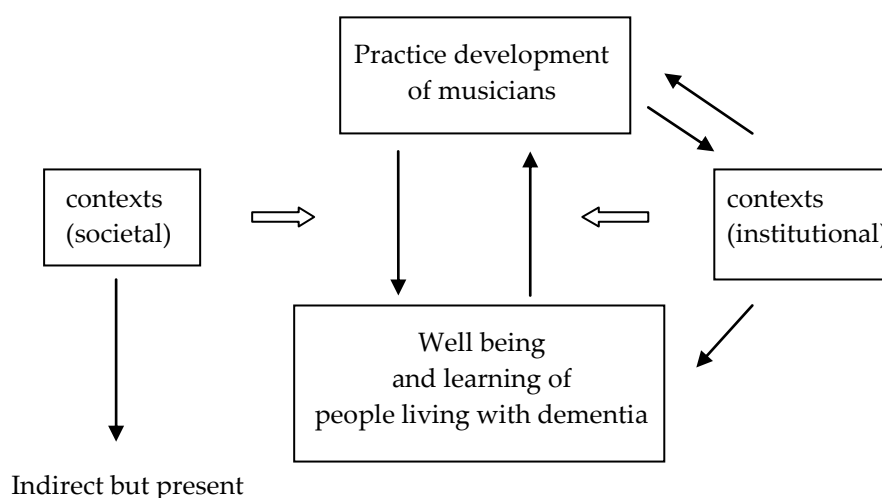 Practice development
of musicians
contexts
(societal)
contexts
(institutional)
Well being
and learning of
people living with dementia
Indirect but present